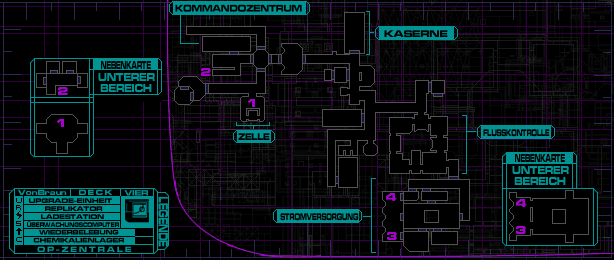 KOMMANDOZENTRUM
KASERNE
NEBENKARTE
UNTERER
BEREICH
2
1
2
1
ZELLE
FLUSSKONTROLLE
NEBENKARTE
UNTERER
BEREICH
4
3
STROMVERSORGUNG
4
3
VonBraun DECK VIER
U UPGRADE-EINHEIT
R REPLIKATOR
LADESTATION
S ÜBERWACHUNGSCOMPUTER
WIEDERBELEBUNG
C CHEMIKALIENLAGER
OP-ZENTRALE
LEGENDE